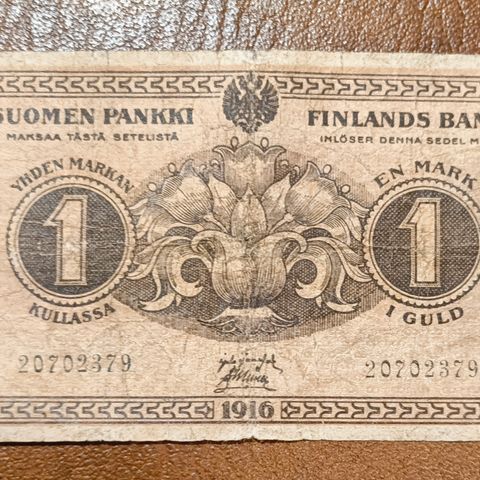 SUOMEN PANKKI
MAKSAA TÄSTÄ SETELISTÄ
FINLANDS BAN
INLÖSER DENNA SEDEL M
YHDEN MARKAN
1
KULLASSA
EN MARK
1
I GULD
20702379
20702379
1916